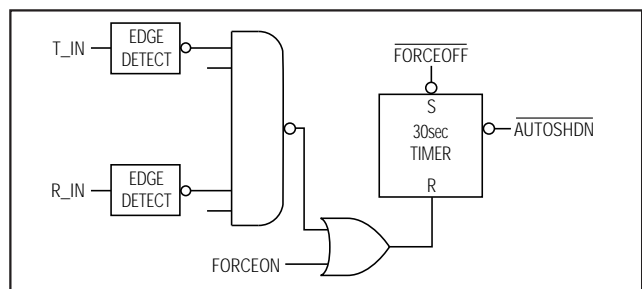 T_IN
EDGE
DETECT
FORCEOFF
S
30sec
TIMER
R
AUTOSHDN
R_IN
EDGE
DETECT
FORCEON